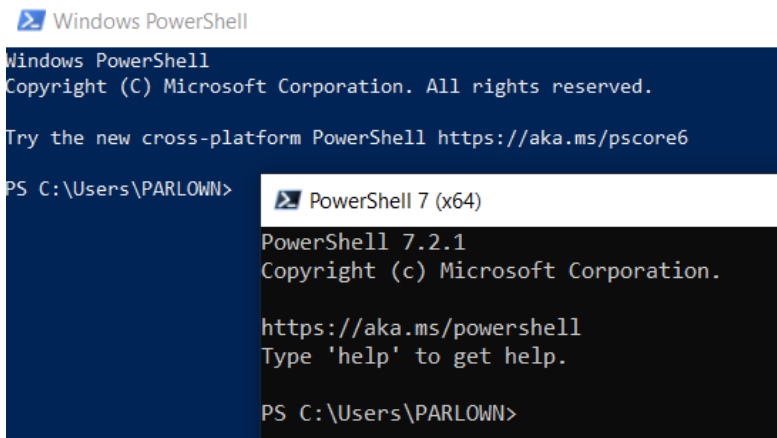 Windows PowerShell
Windows PowerShell
Copyright (C) Microsoft Corporation. All rights reserved.
Try the new cross-platform PowerShell https://aka.ms/pscore6
PS C:\Users\PARLOWN>
PowerShell 7 (x64)
PowerShell 7.2.1
Copyright (c) Microsoft Corporation.
https://aka.ms/powershell
Type 'help' to get help.
PS C:\Users\PARLOWN>